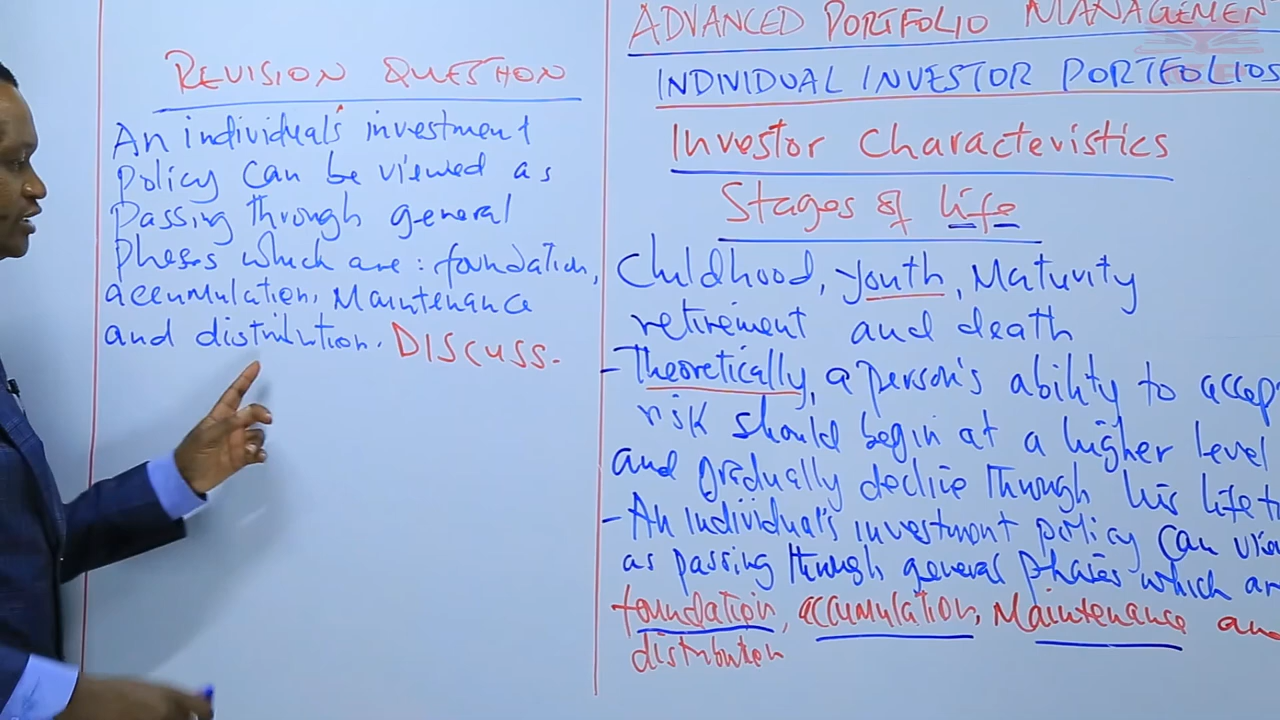 REVISION QUESTION
An individual's investment
policy can be viewed as
passing through general
pheses which are: foundation,
accumulation, Maintenance
and distribution. DISCUSS.
ADVANCED PORTFOLIO MANAGEMEN
INDIVIDUAL INVESTOR PORTFOLIOS
Investor Characteristics
Stages of life
Childhood, youth, Maturity
retirement and death
- Theoretically, a person's ability to accep
risk should begin at a higher level
and gradually decline through his lifet
- An individual's investment policy can view
as passing through general phases which ar
foundation, accumulation, Maintenance an
distribution